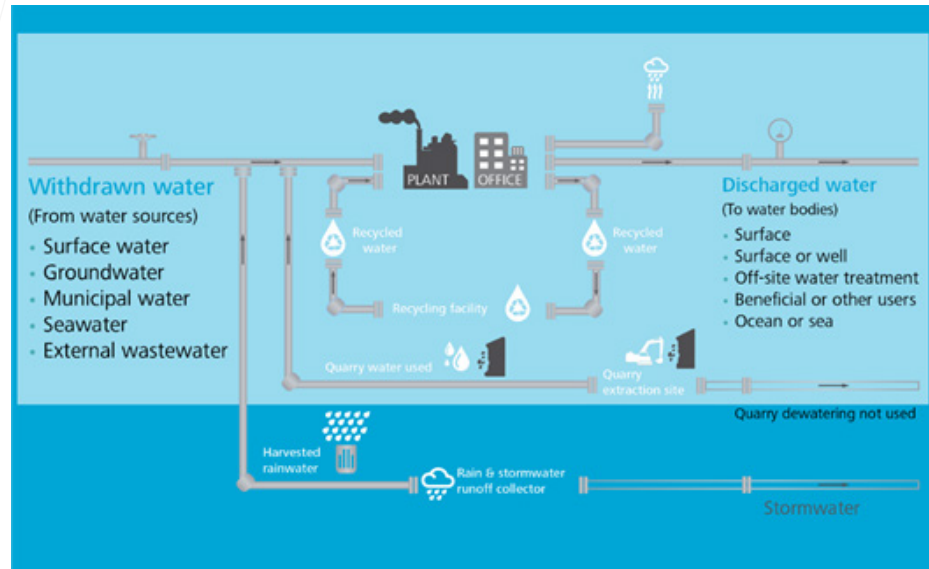 PLANT
OFFICE
Withdrawn water
(From water sources)
• Surface water
• Groundwater
• Municipal water
• Seawater
• External wastewater
Recycled
water
Recycled
water
Recycling facility
Discharged water
(To water bodies)
• Surface
• Surface or well
• Off-site water treatment
• Beneficial or other users
• Ocean or sea
Quarry water used
Quarry
extraction site
Quarry dewatering not used
Harvested
rainwater
Rain & stormwater
runoff collector
Stormwater